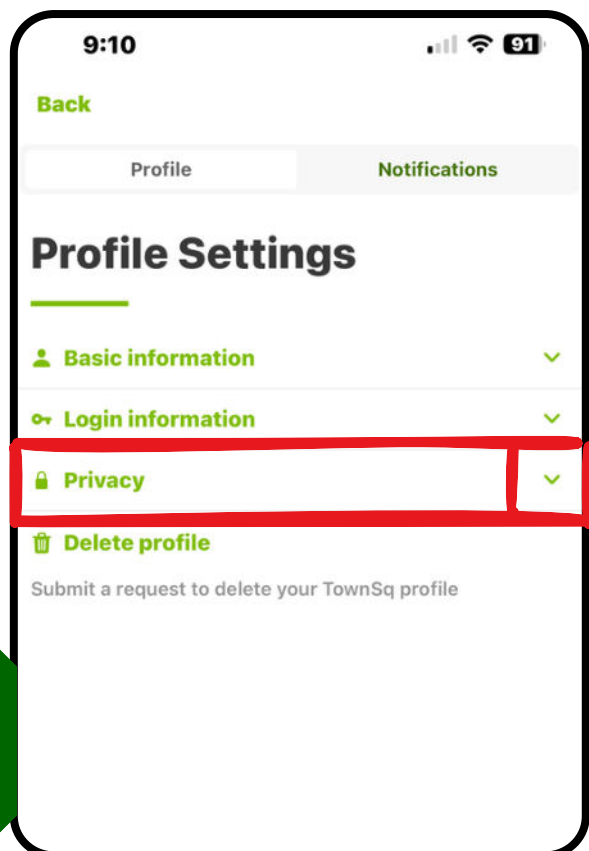 9:10
91
Back
Profile
Notifications
Profile Settings
Basic information
Login information
Privacy
Delete profile
Submit a request to delete your TownSq profile